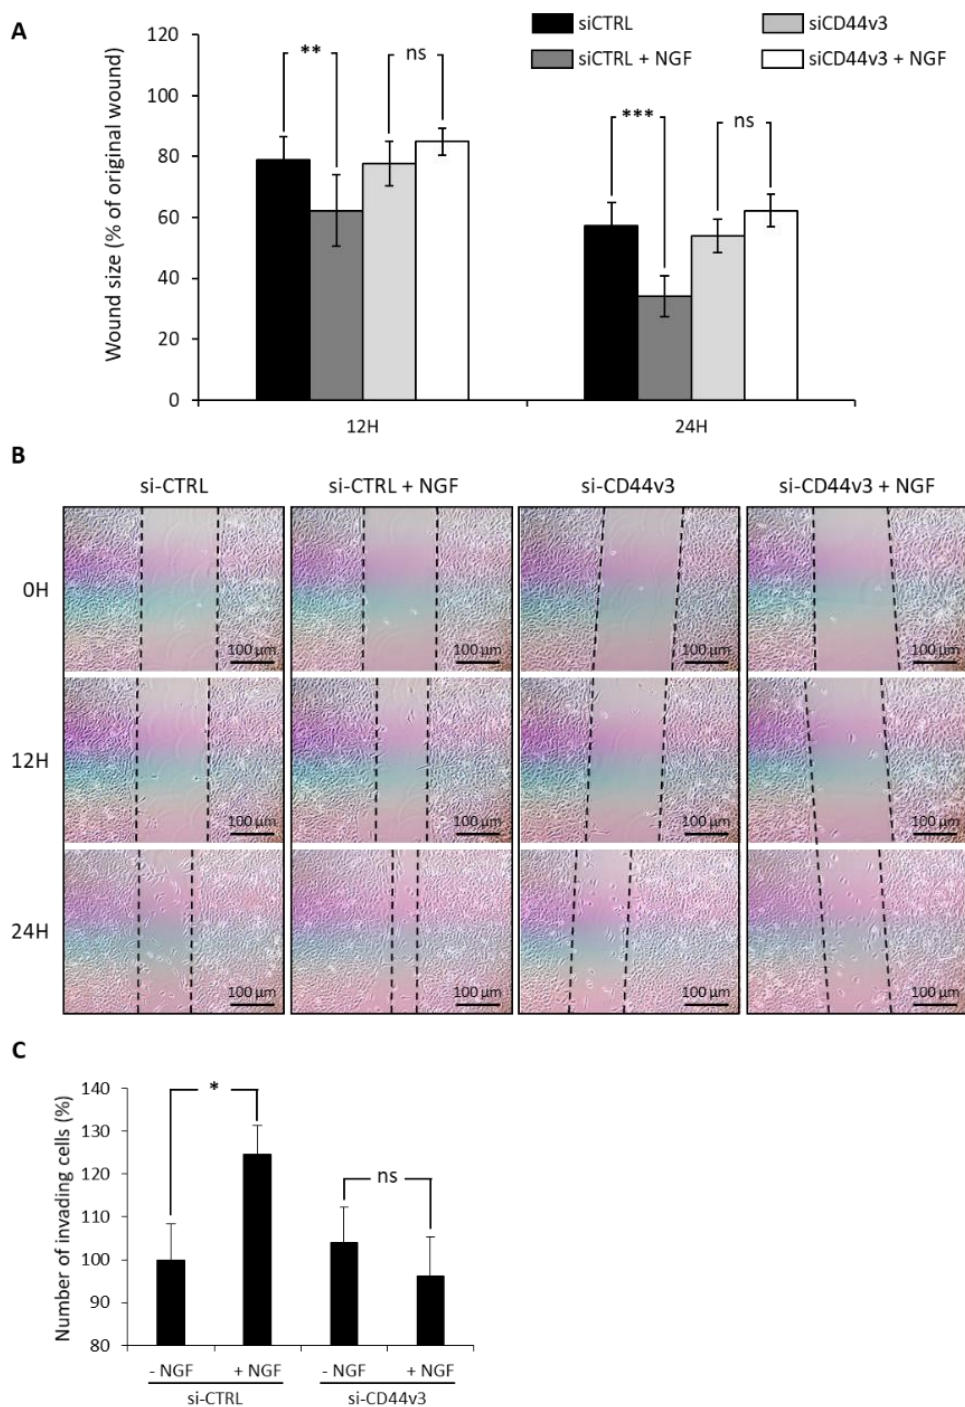 A
siCTRL
siCD44v3
siCTRL + NGF
siCD44v3 + NGF
Wound size (% of original wound)
120
100
80
60
40
20
0
**
ns
***
ns
12H
24H
B
si-CTRL
si-CTRL + NGF
si-CD44v3
si-CD44v3 + NGF
0H
100 µm
100 µm
100 µm
100 µm
12H
100 µm
100 µm
100 µm
100 µm
24H
100 µm
100 µm
100 µm
100 µm
C
Number of invading cells (%)
140
130
120
110
100
90
80
*
ns
- NGF
+ NGF
- NGF
+ NGF
si-CTRL
si-CD44v3